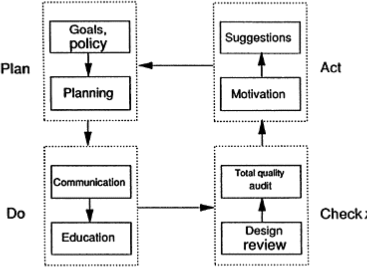 Plan
Goals,
policy
Planning
Suggestions
Motivation
Act
Do
Communication
Education
Total quality
audit
Design
review
Check